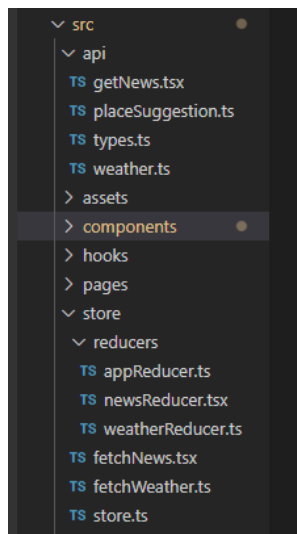 src
api
TS getNews.tsx
TS placeSuggestion.ts
TS types.ts
TS weather.ts
assets
components
hooks
pages
store
reducers
TS appReducer.ts
TS newsReducer.tsx
TS weatherReducer.ts
TS fetchNews.tsx
TS fetchWeather.ts
TS store.ts